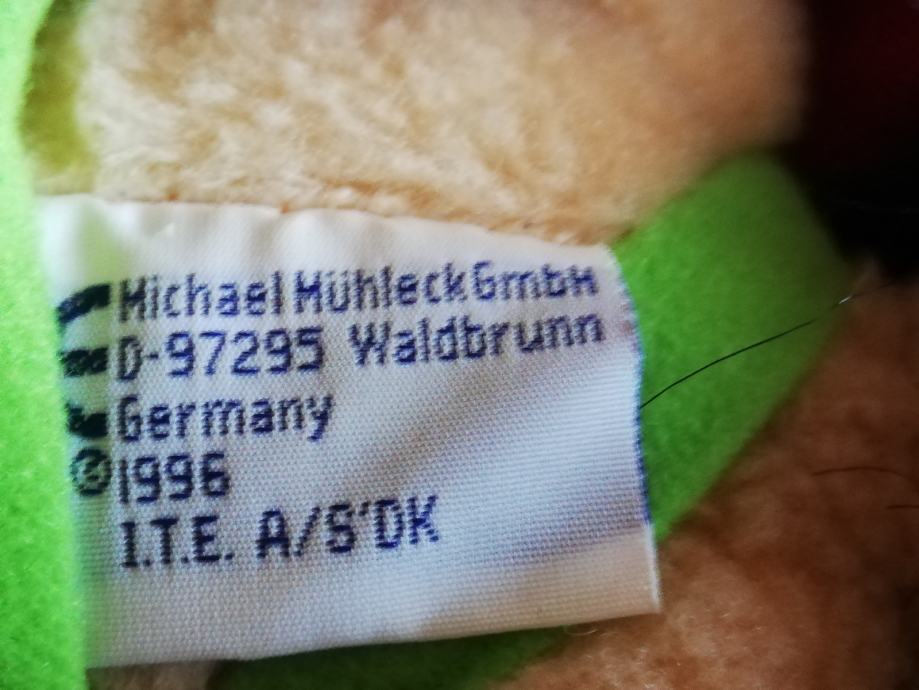 Michael Mühleck GmbH
D-97295 Waldbrunn
Germany
©1996
I.T.E. A/S'DK